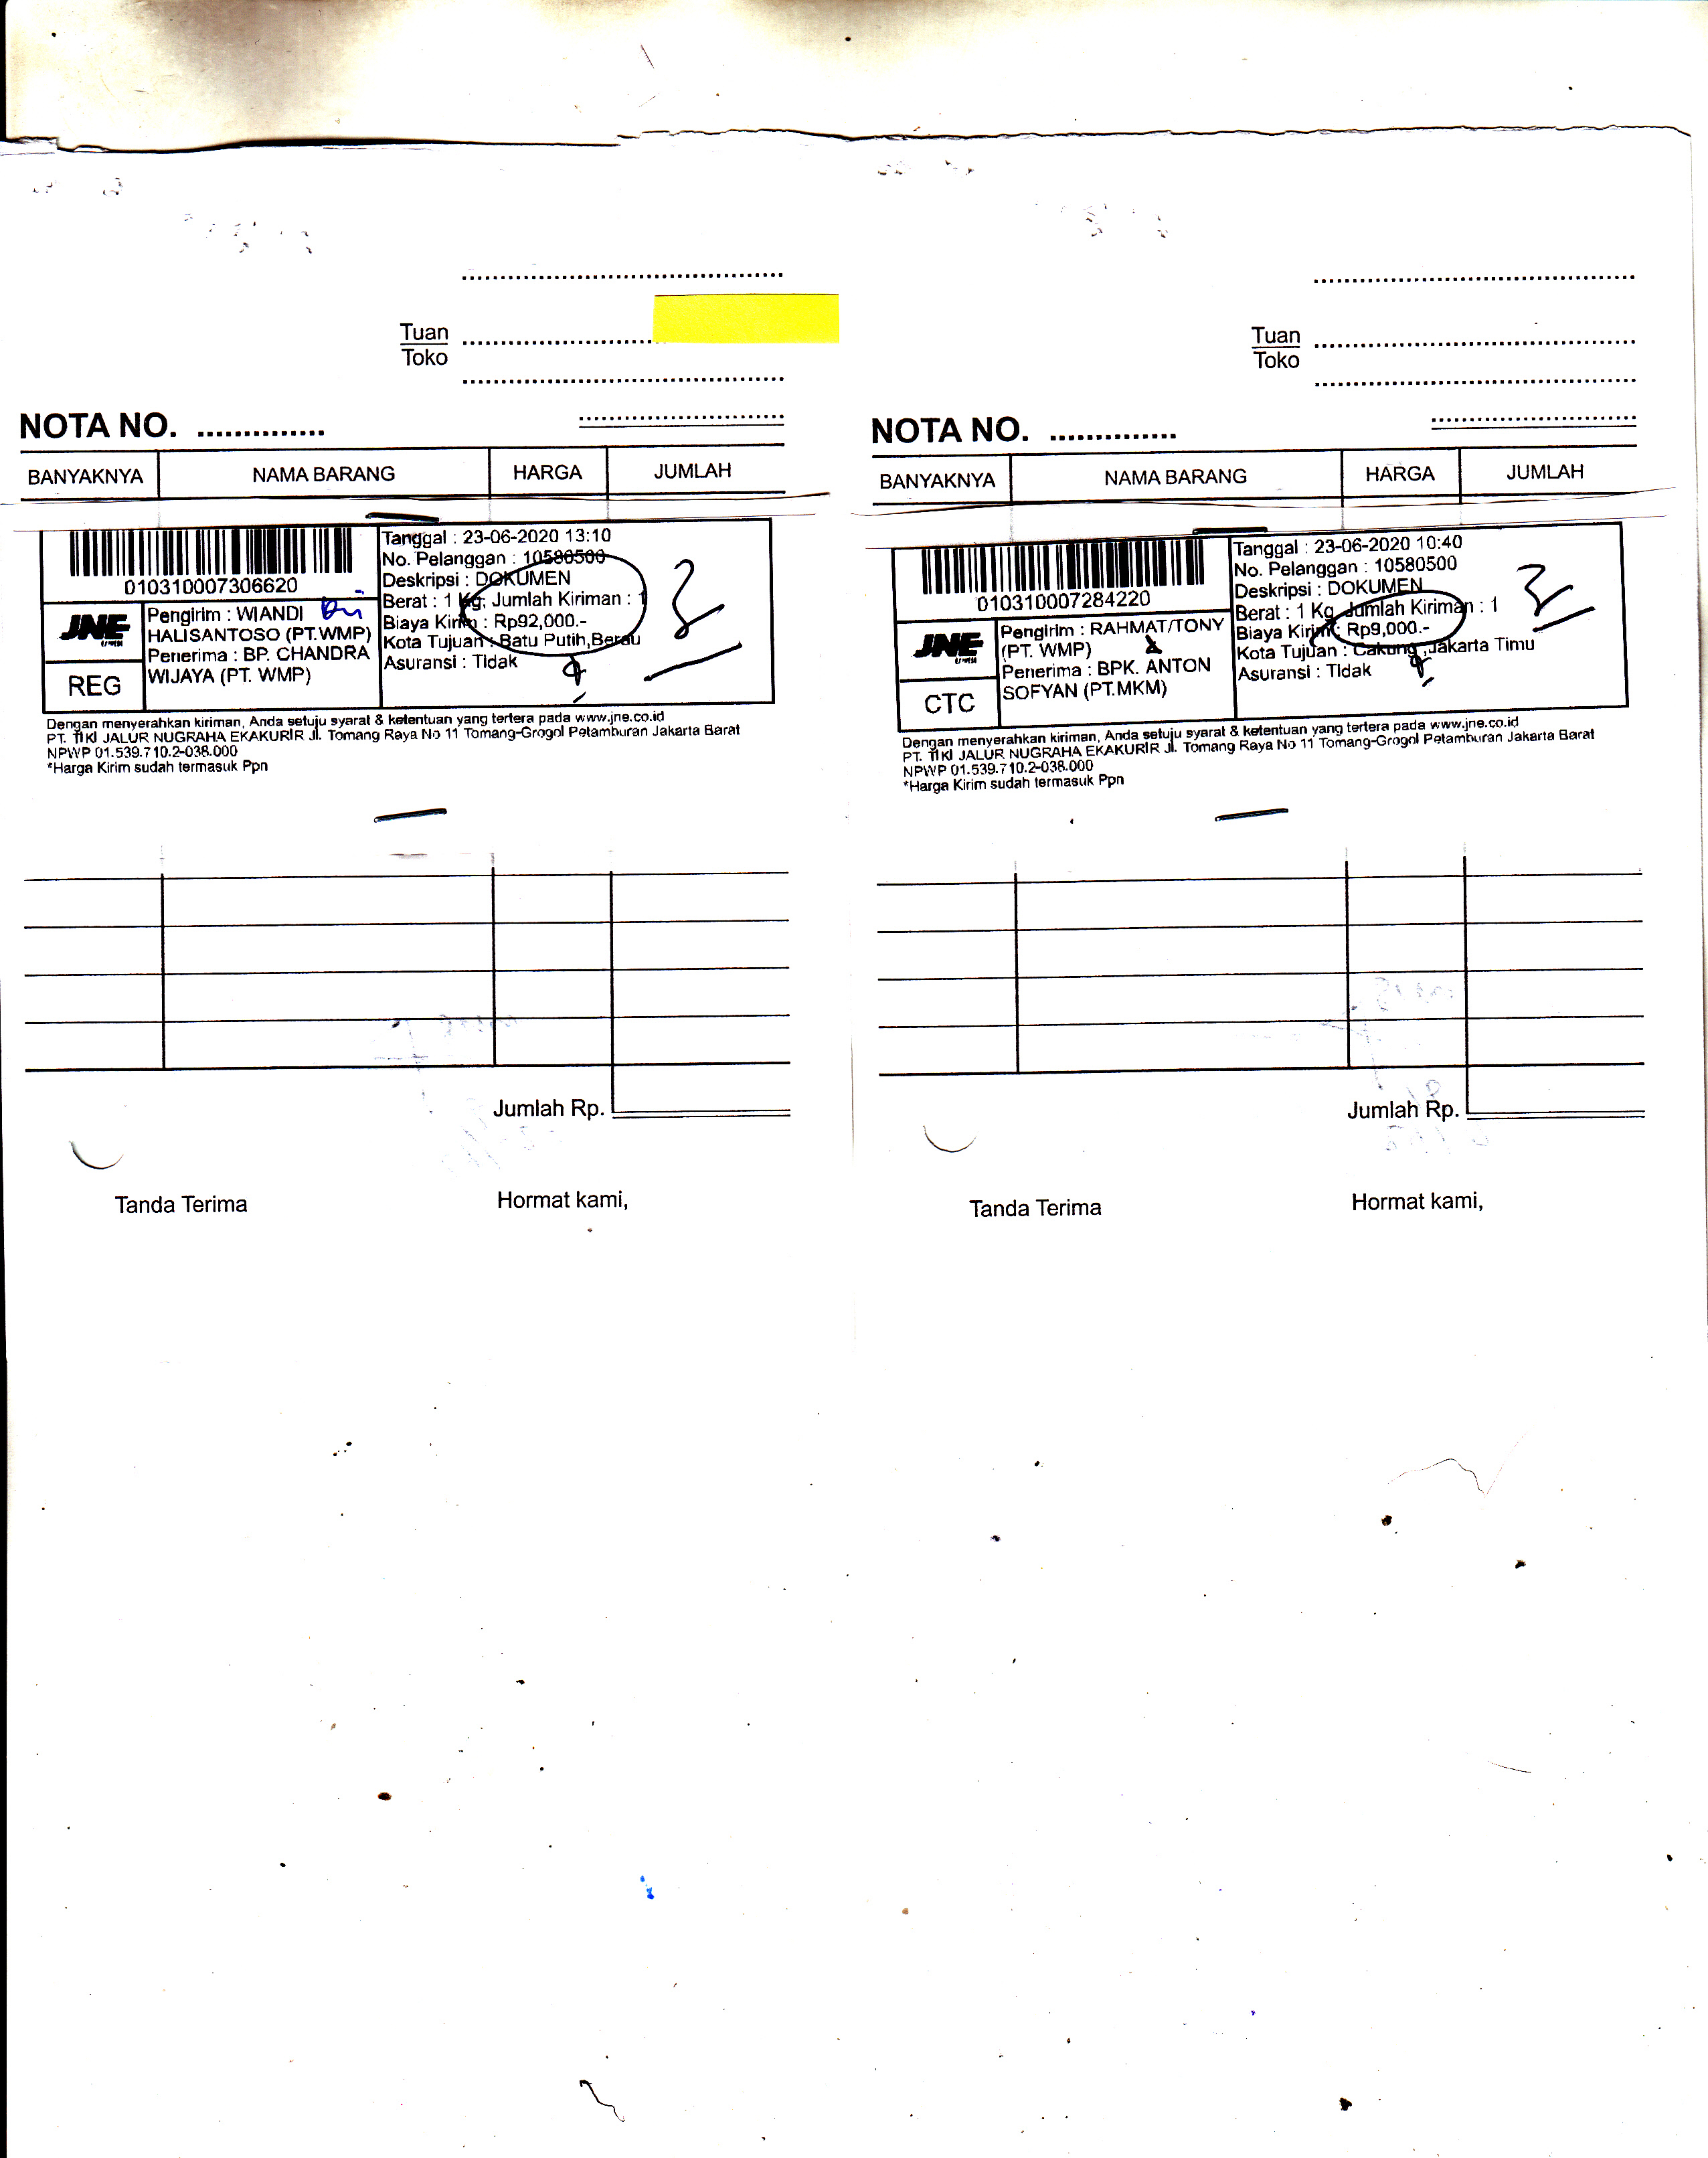 Tuan
Toko
NOTA NO. ..............
BANYAKNYA NAMA BARANG HARGA JUMLAH
010310007306620
JNE
REG
Pengirim : WIANDI
HALISANTOSO (PT.WMP)
Penerima : BP. CHANDRA
WIJAYA (PT. WMP)
Tanggal : 23-06-2020 13:10
No. Pelanggan : 10580500
Deskripsi : DOKUMEN
Berat : 1 Kg, Jumlah Kiriman : 1
Biaya Kirim : Rp92,000.-
Kota Tujuan : Batu Putih,Berau
Asuransi : Tidak
Dengan menyerahkan kiriman, Anda setuju syarat & ketentuan yang tertera pada www.jne.co.id
PT. TIKI JALUR NUGRAHA EKAKURIR Jl. Tomang Raya No 11 Tomang-Grogol Petamburan Jakarta Barat
NPWP 01.539.710.2-038.000
*Harga Kirim sudah termasuk Ppn
Jumlah Rp.
Tanda Terima Hormat kami,
Tuan
Toko
NOTA NO. ..............
BANYAKNYA NAMA BARANG HARGA JUMLAH
010310007284220
JNE
CTC
Pengirim : RAHMAT/TONY
(PT. WMP)
Penerima : BPK. ANTON
SOFYAN (PT.MKM)
Tanggal : 23-06-2020 10:40
No. Pelanggan : 10580500
Deskripsi : DOKUMEN
Berat : 1 Kg, Jumlah Kiriman : 1
Biaya Kirim : Rp9,000.-
Kota Tujuan : Cakung ,Jakarta Timu
Asuransi : Tidak
Dengan menyerahkan kiriman, Anda setuju syarat & ketentuan yang tertera pada www.jne.co.id
PT. TIKI JALUR NUGRAHA EKAKURIR Jl. Tomang Raya No 11 Tomang-Grogol Petamburan Jakarta Barat
NPWP 01.539.710.2-038.000
*Harga Kirim sudah termasuk Ppn
Jumlah Rp.
Tanda Terima Hormat kami,